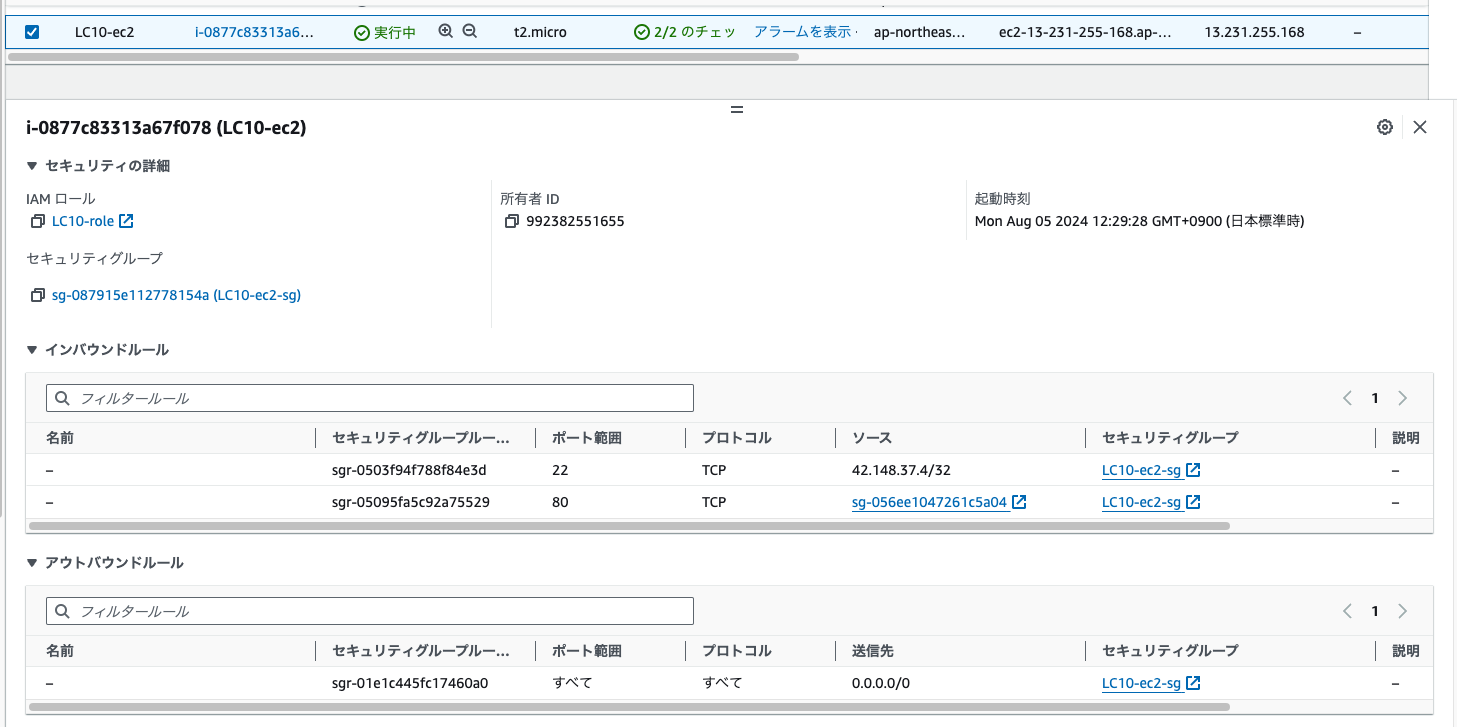 LC10-ec2 i-0877c83313a6... 実行中 t2.micro 2/2 のチェッ アラームを表示 ap-northeas... ec2-13-231-255-168.ap-... 13.231.255.168 –
i-0877c83313a67f078 (LC10-ec2)
▼ セキュリティの詳細
IAM ロール 所有者 ID 起動時刻
LC10-role 992382551655 Mon Aug 05 2024 12:29:28 GMT+0900 (日本標準時)
セキュリティグループ
sg-087915e112778154a (LC10-ec2-sg)
▼ インバウンドルール
フィルタールール 1
名前 セキュリティグループルー... ポート範囲 プロトコル ソース セキュリティグループ 説明
– sgr-0503f94f788f84e3d 22 TCP 42.148.37.4/32 LC10-ec2-sg –
– sgr-05095fa5c92a75529 80 TCP sg-056ee1047261c5a04 LC10-ec2-sg –
▼ アウトバウンドルール
フィルタールール 1
名前 セキュリティグループルー... ポート範囲 プロトコル 送信先 セキュリティグループ 説明
– sgr-01e1c445fc17460a0 すべて すべて 0.0.0.0/0 LC10-ec2-sg –